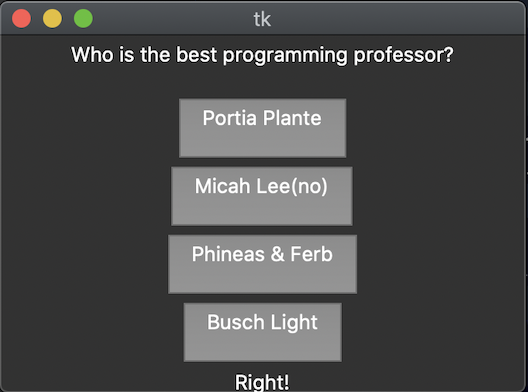 tk
Who is the best programming professor?
Portia Plante
Micah Lee(no)
Phineas & Ferb
Busch Light
Right!